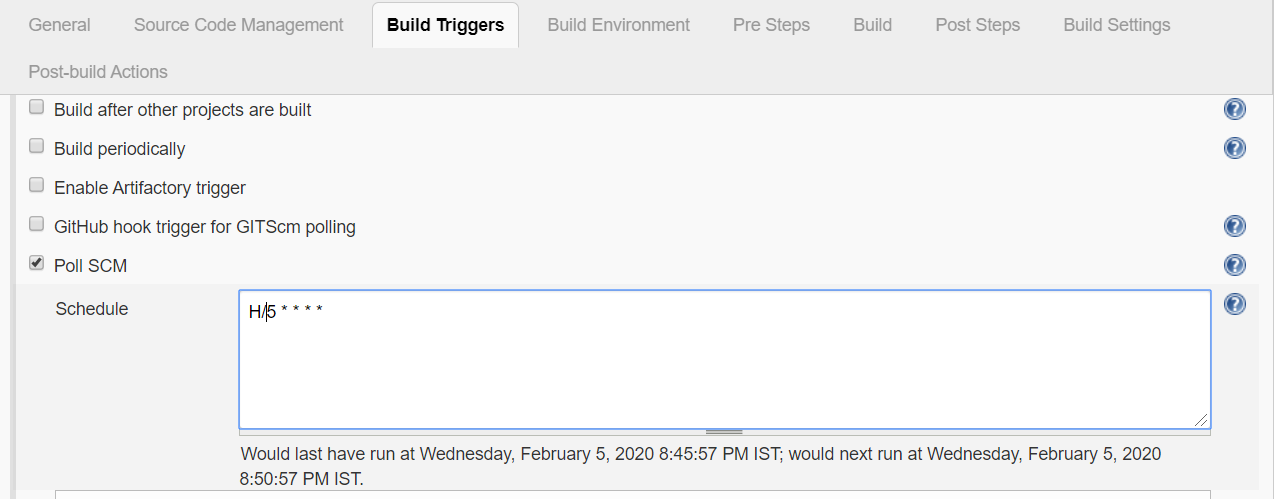 General Source Code Management Build Triggers Build Environment Pre Steps Build Post Steps Build Settings
Post-build Actions
Build after other projects are built ?
Build periodically ?
Enable Artifactory trigger
GitHub hook trigger for GITScm polling ?
Poll SCM ?
Schedule H/5 * * * * ?
Would last have run at Wednesday, February 5, 2020 8:45:57 PM IST; would next run at Wednesday, February 5, 2020
8:50:57 PM IST.